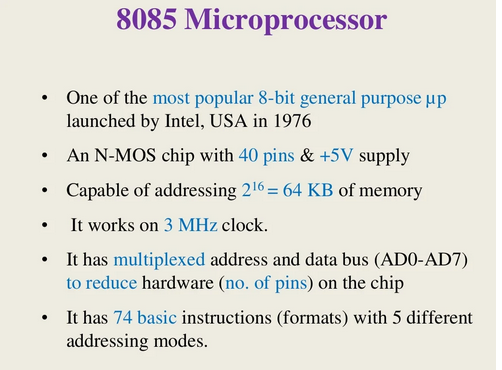 8085 Microprocessor
• One of the most popular 8-bit general purpose µp
launched by Intel, USA in 1976
• An N-MOS chip with 40 pins & +5V supply
• Capable of addressing 2¹⁶ = 64 KB of memory
• It works on 3 MHz clock.
• It has multiplexed address and data bus (AD0-AD7)
to reduce hardware (no. of pins) on the chip
• It has 74 basic instructions (formats) with 5 different
addressing modes.